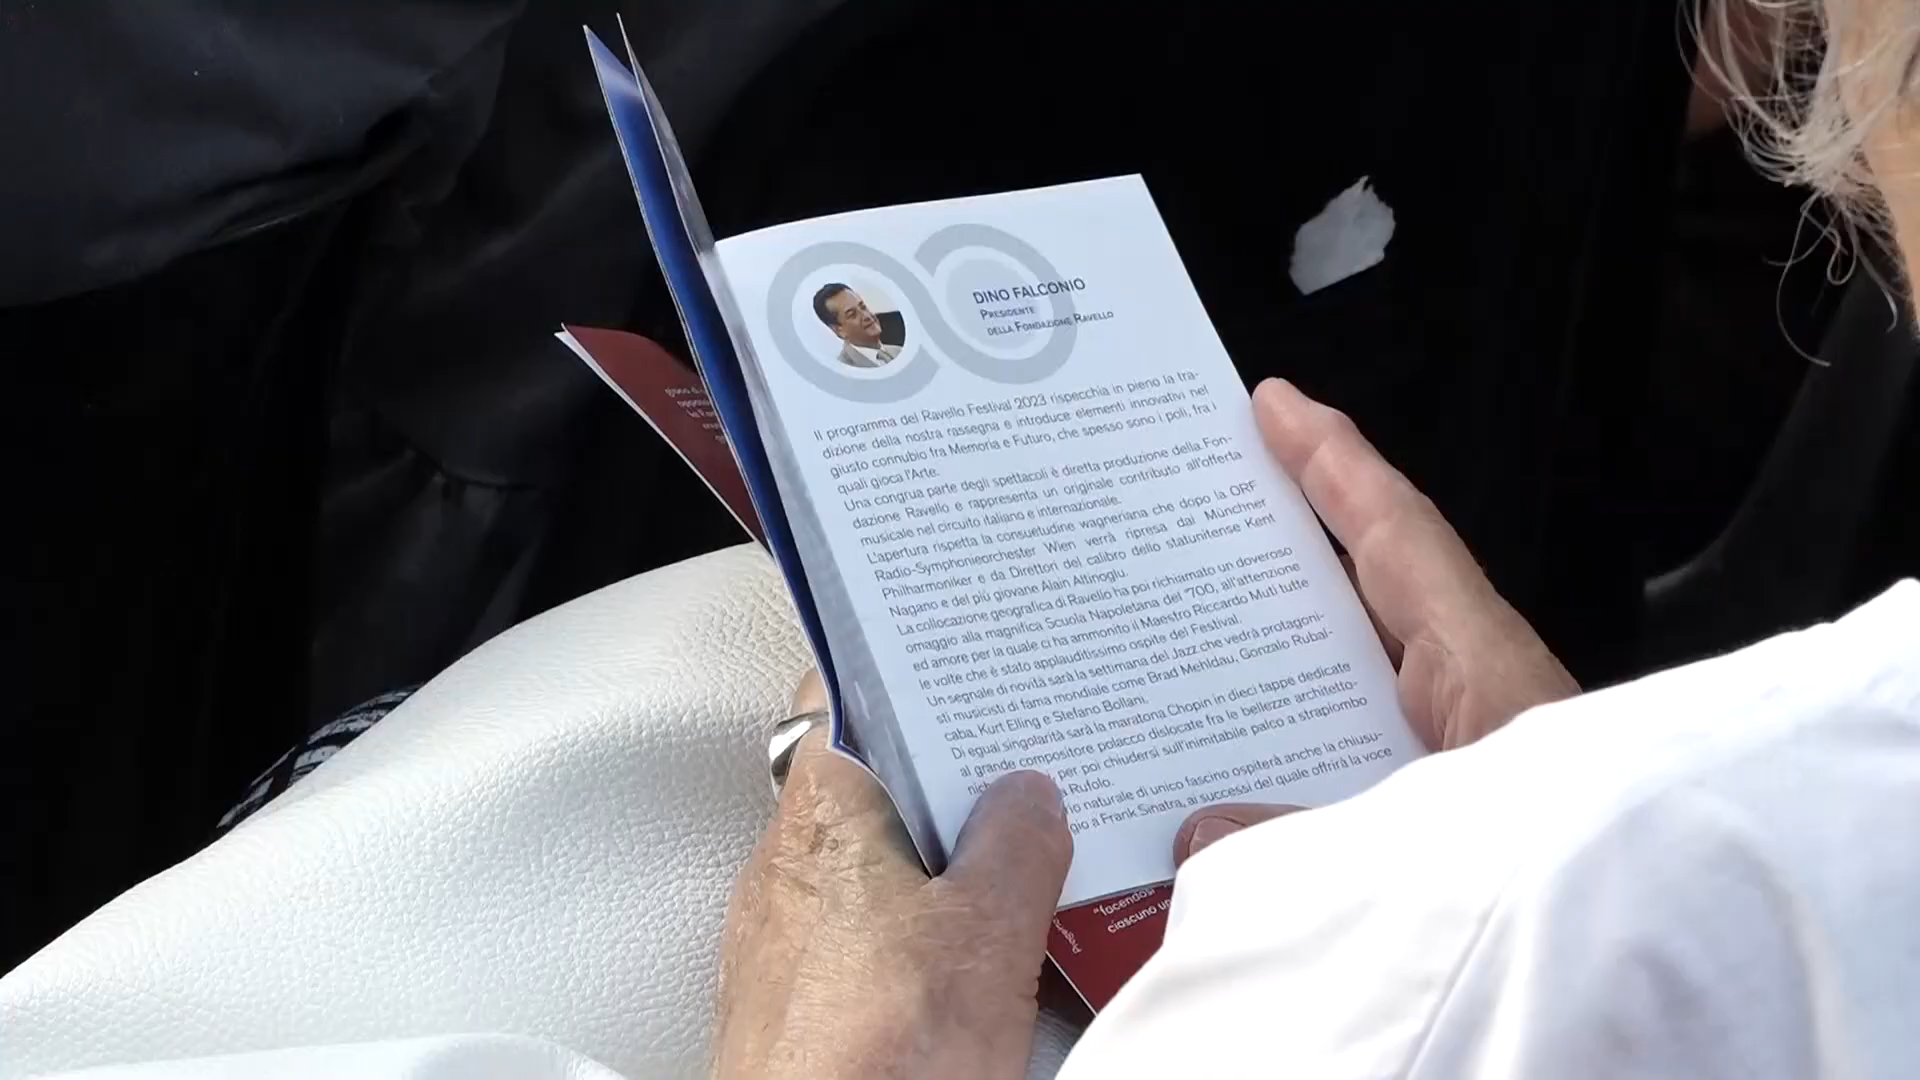 DINO FALCONIO
Presidente
della Fondazione Ravello
Il programma del Ravello Festival 2023 rispecchia in pieno la tra-
dizione della nostra rassegna e introduce elementi innovativi nel
giusto connubio fra Memoria e Futuro, che spesso sono i poli, fra i
quali gioca l'Arte.
Una congrua parte degli spettacoli è diretta produzione della Fon-
dazione Ravello e rappresenta un originale contributo all'offerta
musicale nel circuito italiano e internazionale.
L'apertura rispetta la consuetudine wagneriana che dopo la ORF
Radio-Symphonieorchester Wien verrà ripresa dai Münchner
Philharmoniker e da Direttori del calibro dello statunitense Kent
Nagano e del più giovane Alain Altinoglu.
La collocazione geografica di Ravello ha poi richiamato un doveroso
omaggio alla magnifica Scuola Napoletana del '700, all'attenzione
ed amore per la quale ci ha ammonito il Maestro Riccardo Muti tutte
le volte che è stato applauditissimo ospite del Festival.
Un segnale di novità sarà la settimana del Jazz che vedrà protagoni-
sti musicisti di fama mondiale come Brad Mehldau, Gonzalo Rubal-
caba, Kurt Elling e Stefano Bollani.
Di egual singolarità sarà la maratona Chopin in dieci tappe dedicate
al grande compositore polacco dislocate fra le bellezze architetto-
nich per poi chiudersi sull'inimitabile palco a strapiombo
a Rufolo.
rio naturale di unico fascino ospiterà anche la chiusu-
gio a Frank Sinatra, ai successi del quale offrirà la voce
"facendosi
ciascuno un